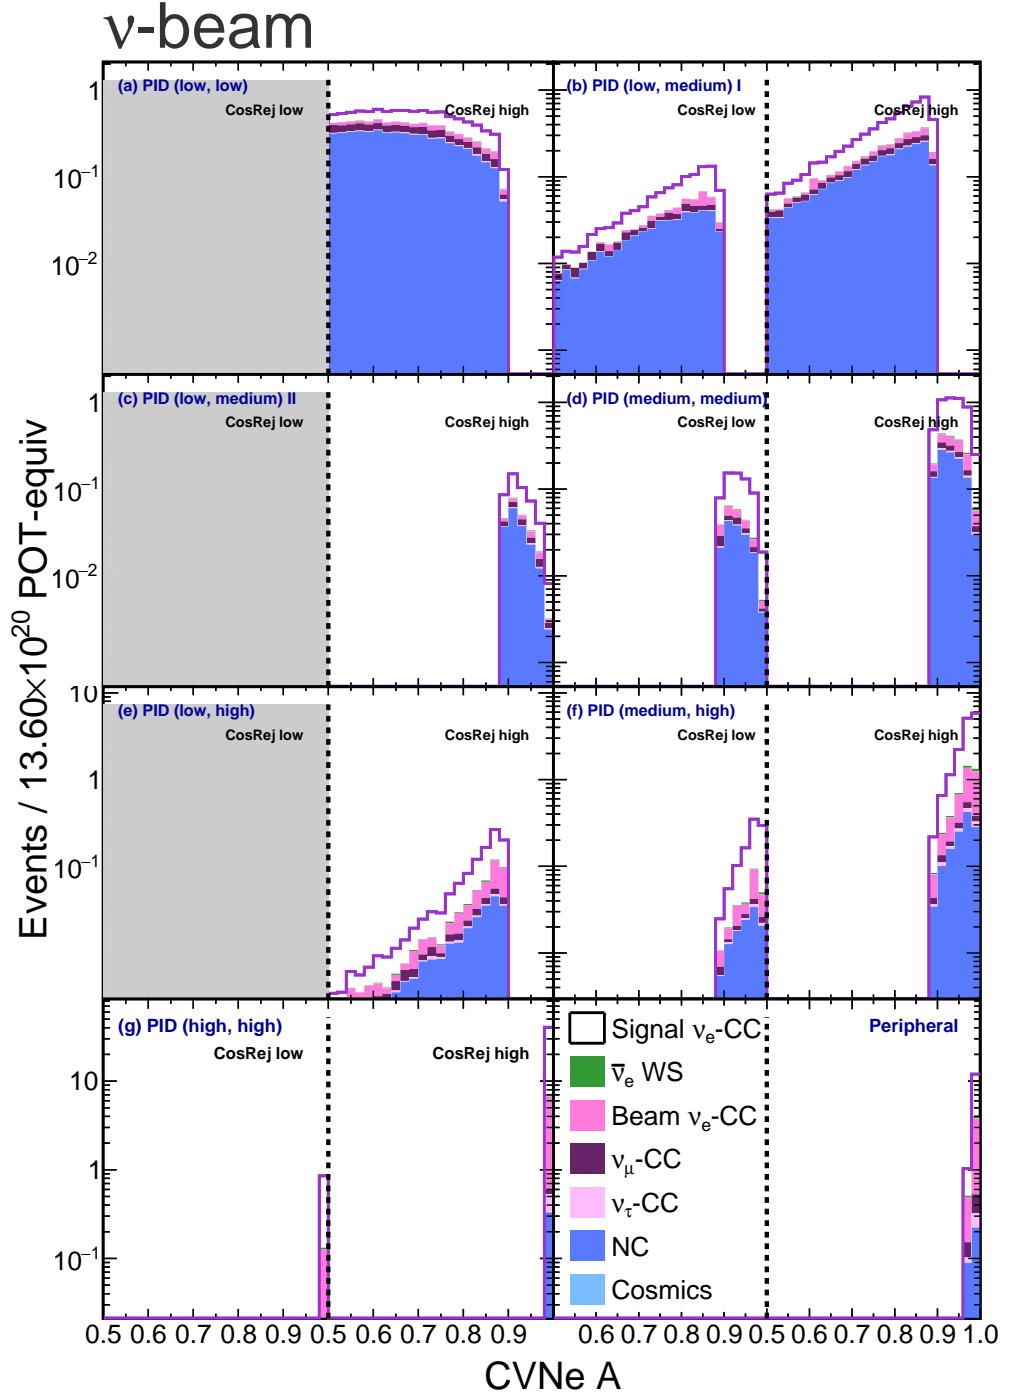 ν-beam
(a) PID (low, low)
CosRej low
CosRej high
(b) PID (low, medium) I
CosRej low
CosRej high
1
10⁻¹
10⁻²
(c) PID (low, medium) II
CosRej low
CosRej high
(d) PID (medium, medium)
CosRej low
CosRej high
1
10⁻¹
10⁻²
(e) PID (low, high)
CosRej low
CosRej high
(f) PID (medium, high)
CosRej low
CosRej high
10
1
10⁻¹
(g) PID (high, high)
CosRej low
CosRej high
Peripheral
10
1
10⁻¹
Signal νₑ-CC
ν̅ₑ WS
Beam νₑ-CC
ν_μ-CC
ν_τ-CC
NC
Cosmics
0.5 0.6 0.7 0.8 0.9 0.5 0.6 0.7 0.8 0.9 0.6 0.7 0.8 0.9 0.5 0.6 0.7 0.8 0.9 1.0
CVNe A
Events / 13.60×10²⁰ POT-equiv